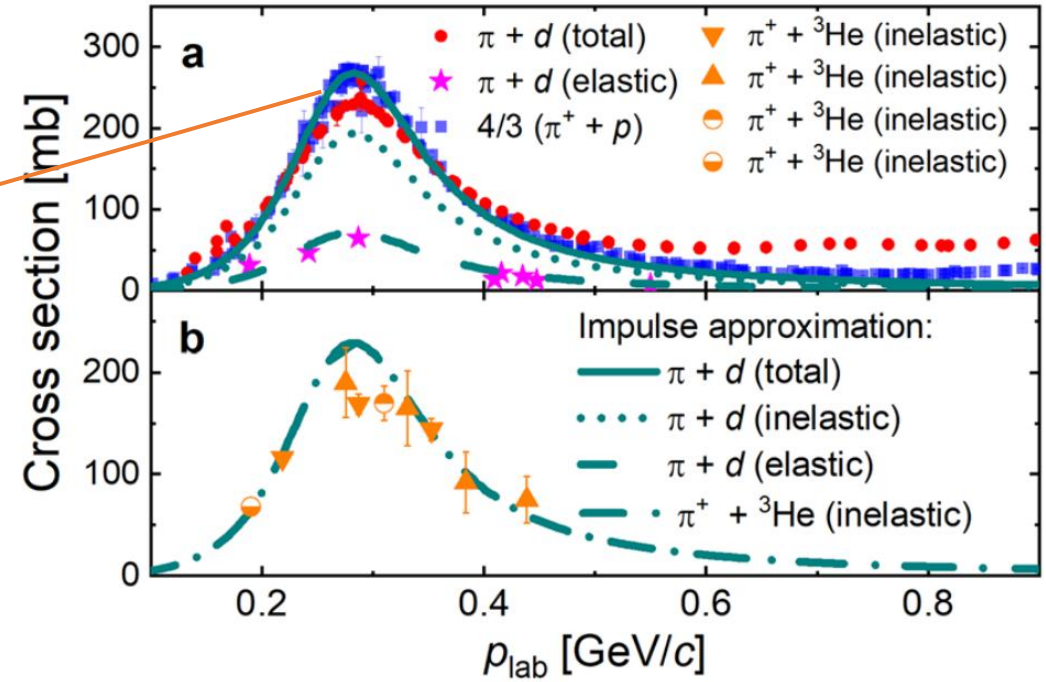 a
300
200
100
0
π + d (total)
π + d (elastic)
4/3 (π⁺ + p)
π⁺ + ³He (inelastic)
π⁺ + ³He (inelastic)
π⁺ + ³He (inelastic)
π⁺ + ³He (inelastic)
Cross section [mb]
b
200
100
0
Impulse approximation:
π + d (total)
π + d (inelastic)
π + d (elastic)
π⁺ + ³He (inelastic)
0.2 0.4 0.6 0.8
p_lab [GeV/c]